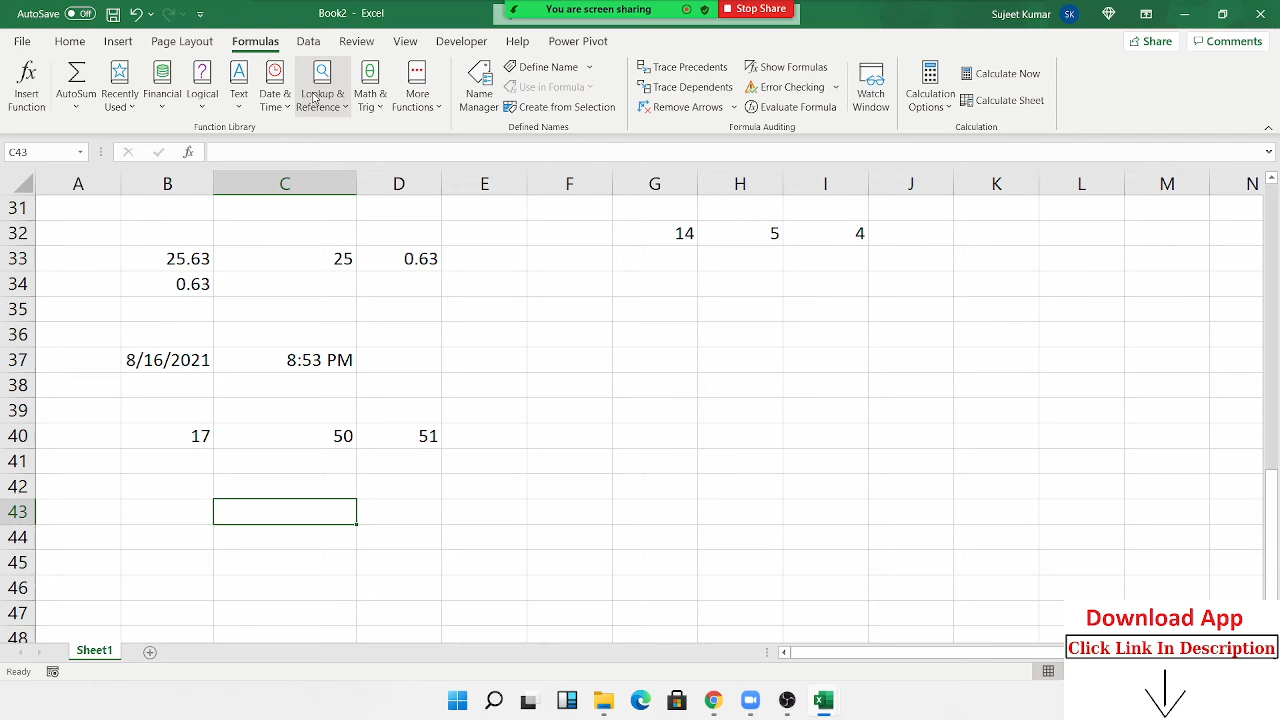 AutoSave Off
Book2 - Excel
You are screen sharing
Stop Share
Sujeet Kumar
SK
File Home Insert Page Layout Formulas Data Review View Developer Help Power Pivot
Share
Comments
Insert Function
AutoSum
Recently Used
Financial
Logical
Text
Date & Time
Lookup & Reference
Math & Trig
More Functions
Function Library
Name Manager
Define Name
Use in Formula
Create from Selection
Defined Names
Trace Precedents
Trace Dependents
Remove Arrows
Show Formulas
Error Checking
Evaluate Formula
Formula Auditing
Watch Window
Calculation Options
Calculate Now
Calculate Sheet
Calculation
C43
fx
A B C D E F G H I J K L M N
31
32 14 5 4
33 25.63 25 0.63
34 0.63
35
36
37 8/16/2021 8:53 PM
38
39
40 17 50 51
41
42
43
44
45
46
47
48
Sheet1
Ready
Download App
Click Link In Description